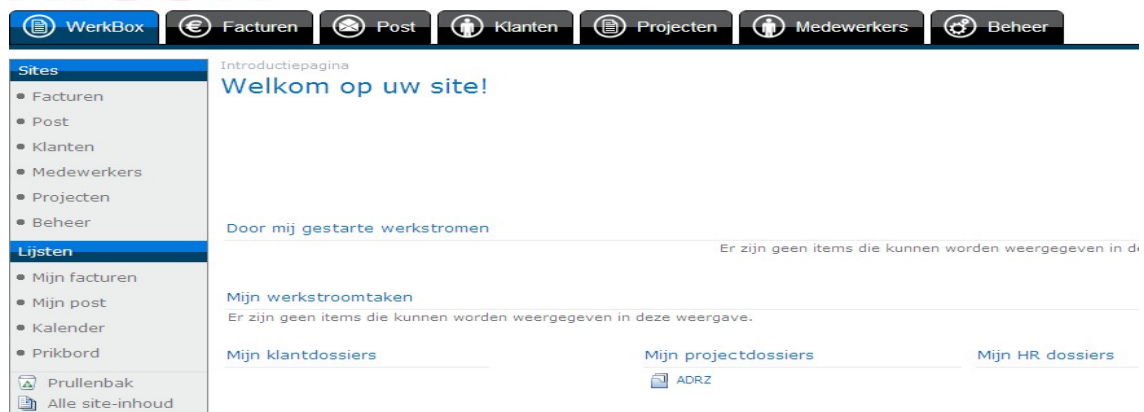 WerkBox Facturen Post Klanten Projecten Medewerkers Beheer
Sites
Facturen
Post
Klanten
Medewerkers
Projecten
Beheer
Lijsten
Mijn facturen
Mijn post
Kalender
Prikbord
Prullenbak
Alle site-inhoud
Introductiepagina
Welkom op uw site!
Door mij gestarte werkstromen
Er zijn geen items die kunnen worden weergegeven in
Mijn werkstroomtaken
Er zijn geen items die kunnen worden weergegeven in deze weergave.
Mijn klantdossiers Mijn projectdossiers Mijn HR dossiers
ADRZ